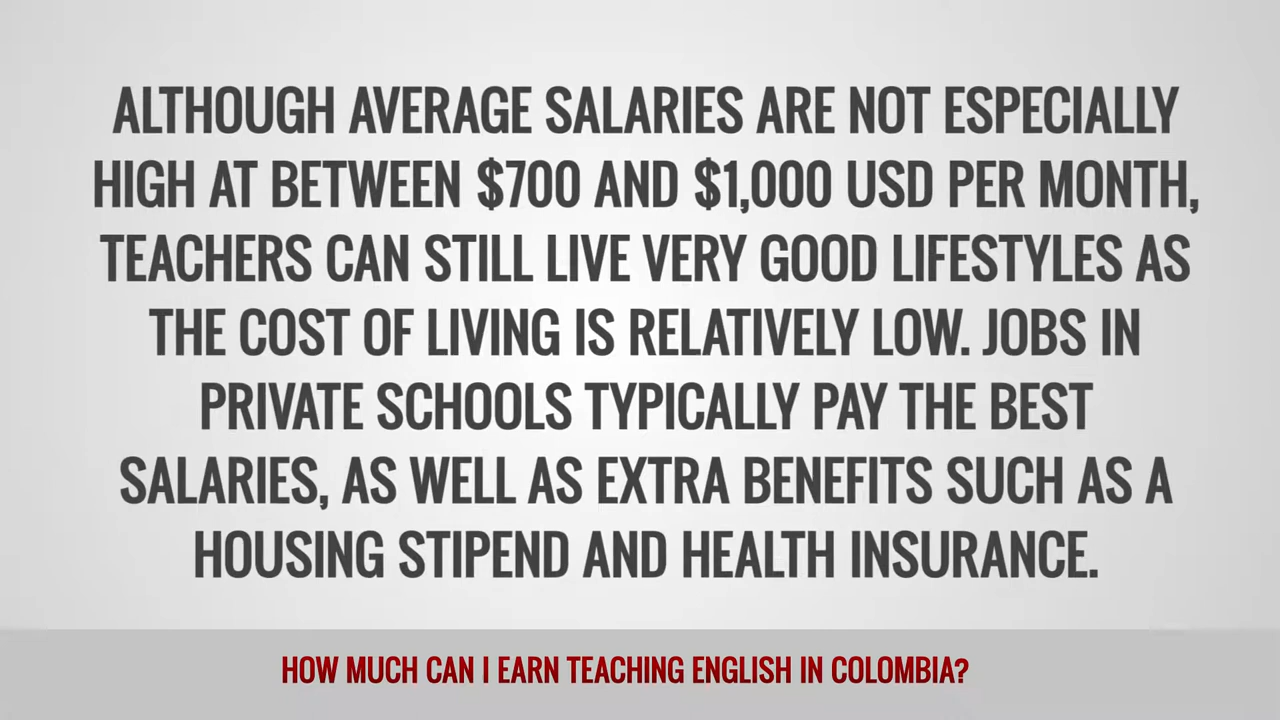 ALTHOUGH AVERAGE SALARIES ARE NOT ESPECIALLY
HIGH AT BETWEEN $700 AND $1,000 USD PER MONTH,
TEACHERS CAN STILL LIVE VERY GOOD LIFESTYLES AS
THE COST OF LIVING IS RELATIVELY LOW. JOBS IN
PRIVATE SCHOOLS TYPICALLY PAY THE BEST
SALARIES, AS WELL AS EXTRA BENEFITS SUCH AS A
HOUSING STIPEND AND HEALTH INSURANCE.
HOW MUCH CAN I EARN TEACHING ENGLISH IN COLOMBIA?